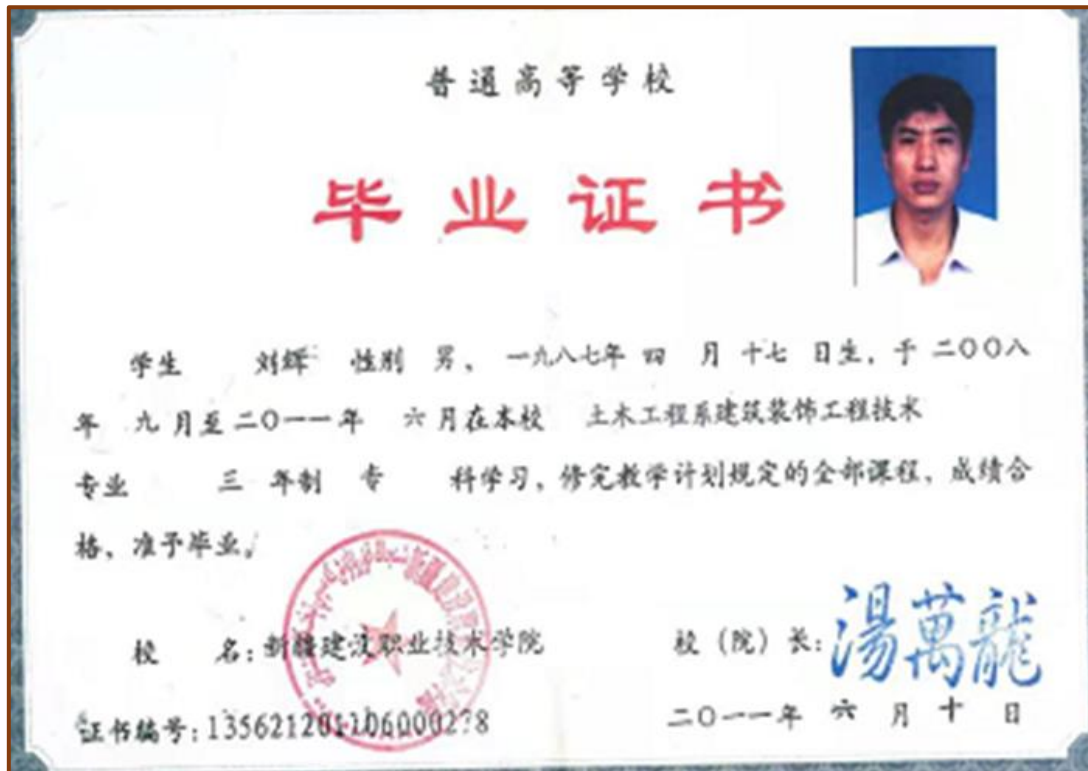 普通高等学校
毕业证书
学生 刘辉 性别 男、一九八七年 四 月 十七 日生，于 二〇〇八
年 九 月至 二〇一一年 六 月在本校 土木工程系建筑装饰工程技术
专业 三 年制 专 科学习，修完教学计划规定的全部课程，成绩合
格，准予毕业。
校 名：新疆建设职业技术学院
校（院）长：湯萬龍
证书编号：135621201106000278
二〇一一年 六 月 十 日